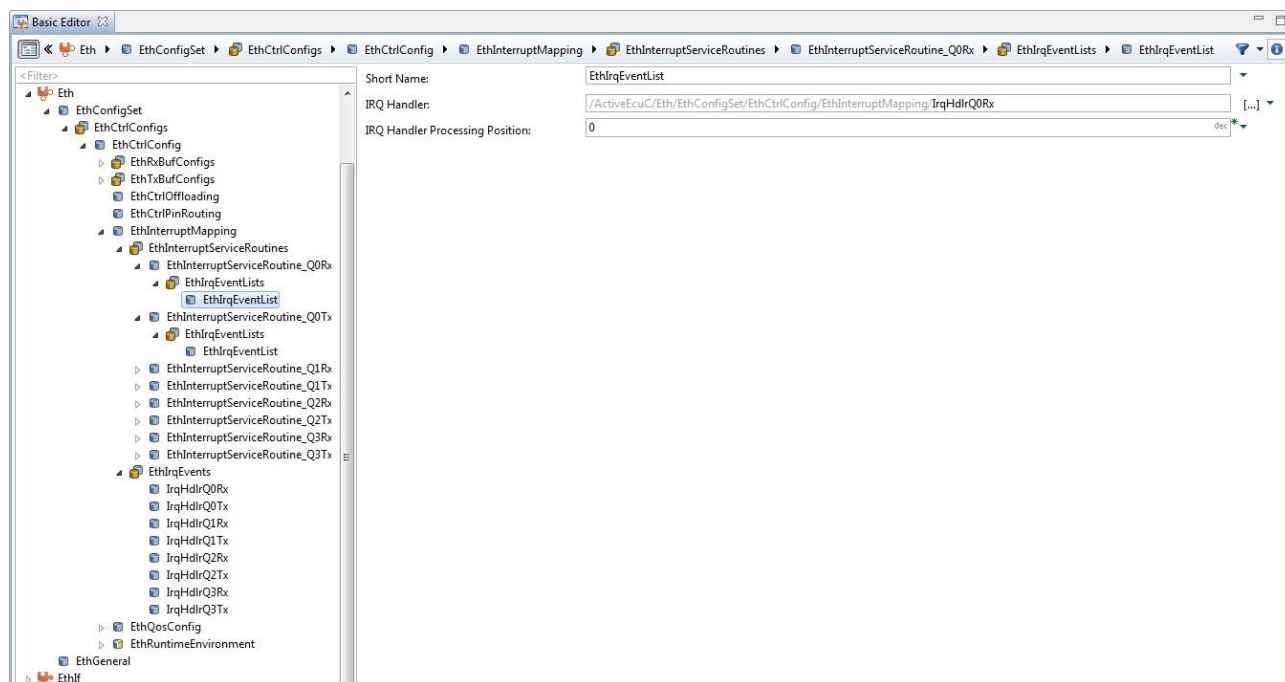 Basic Editor
Eth EthConfigSet EthCtrlConfigs EthCtrlConfig EthInterruptMapping EthInterruptServiceRoutines EthInterruptServiceRoutine_Q0Rx EthIrqEventLists EthIrqEventList
<Filter>
Eth
EthConfigSet
EthCtrlConfigs
EthCtrlConfig
EthRxBufConfigs
EthTxBufConfigs
EthCtrlOffloading
EthCtrlPinRouting
EthInterruptMapping
EthInterruptServiceRoutines
EthInterruptServiceRoutine_Q0Rx
EthIrqEventLists
EthIrqEventList
EthInterruptServiceRoutine_Q0Tx
EthIrqEventLists
EthIrqEventList
EthInterruptServiceRoutine_Q1Rx
EthInterruptServiceRoutine_Q1Tx
EthInterruptServiceRoutine_Q2Rx
EthInterruptServiceRoutine_Q2Tx
EthInterruptServiceRoutine_Q3Rx
EthInterruptServiceRoutine_Q3Tx
EthIrqEvents
IrqHdlrQ0Rx
IrqHdlrQ0Tx
IrqHdlrQ1Rx
IrqHdlrQ1Tx
IrqHdlrQ2Rx
IrqHdlrQ2Tx
IrqHdlrQ3Rx
IrqHdlrQ3Tx
EthQosConfig
EthRuntimeEnvironment
EthGeneral
EthIf
Short Name: EthIrqEventList
IRQ Handler: /ActiveEcuC/Eth/EthConfigSet/EthCtrlConfig/EthInterruptMapping/IrqHdlrQ0Rx [...]
IRQ Handler Processing Position: 0 dec *